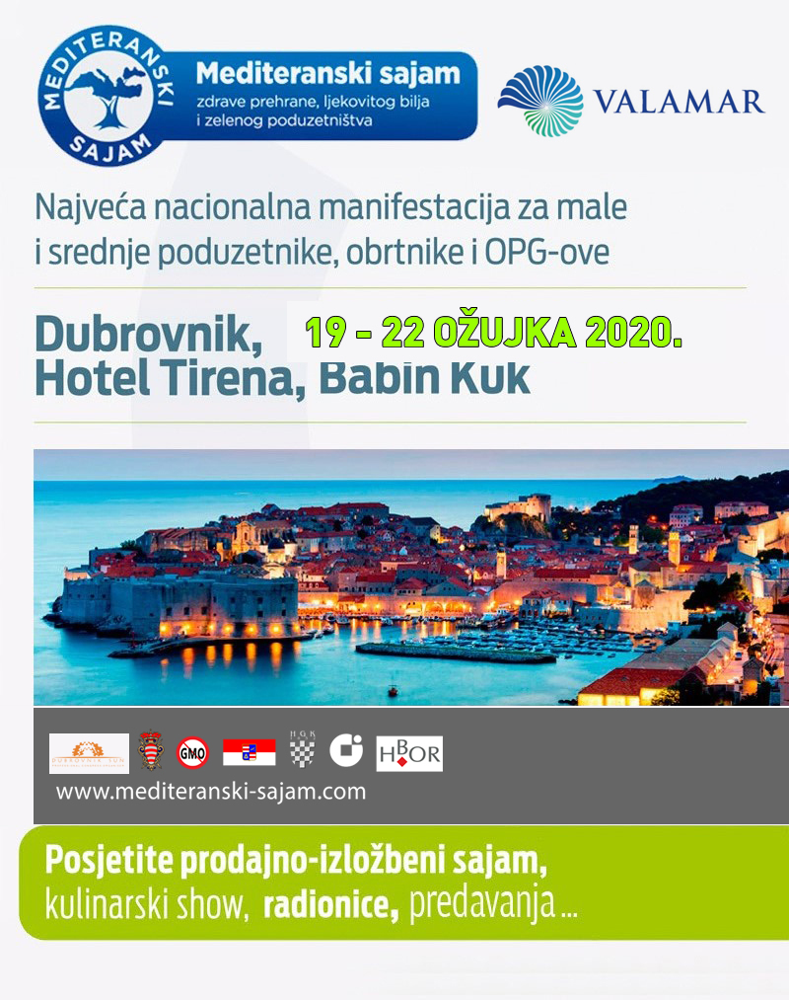 MEDITERANSKI SAJAM
Mediteranski sajam
zdrave prehrane, ljekovitog bilja
i zelenog poduzetništva
VALAMAR
Najveća nacionalna manifestacija za male
i srednje poduzetnike, obrtnike i OPG-ove
Dubrovnik, 19 - 22 OŽUJKA 2020.
Hotel Tirena, Babin Kuk
DUBROVNIK SUN
GMO
HGK
HBOR
www.mediteranski-sajam.com
Posjetite prodajno-izložbeni sajam,
kulinarski show, radionice, predavanja ...